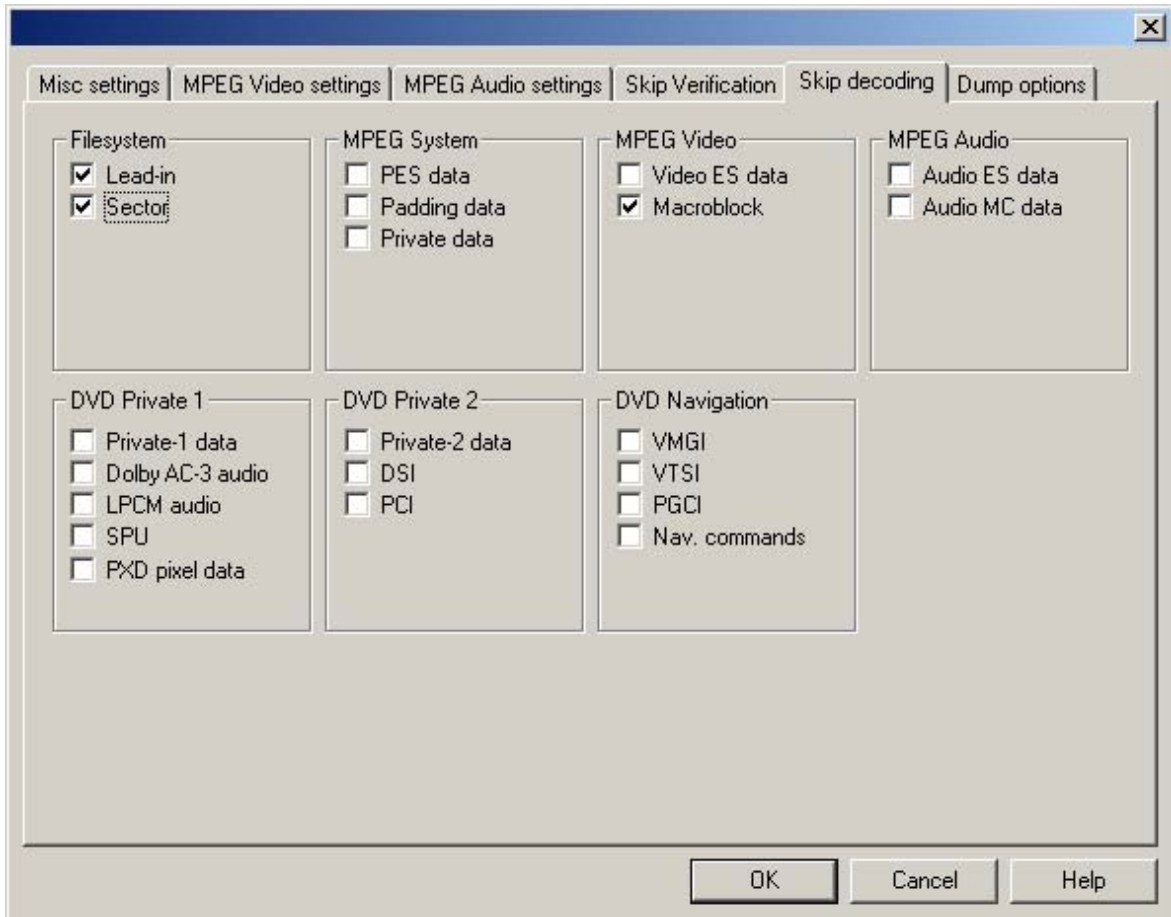 Misc settings
MPEG Video settings
MPEG Audio settings
Skip Verification
Skip decoding
Dump options
Filesystem
Lead-in
Sector
MPEG System
PES data
Padding data
Private data
MPEG Video
Video ES data
Macroblock
MPEG Audio
Audio ES data
Audio MC data
DVD Private 1
Private-1 data
Dolby AC-3 audio
LPCM audio
SPU
PXD pixel data
DVD Private 2
Private-2 data
DSI
PCI
DVD Navigation
VMGI
VTSI
PGCI
Nav. commands
OK
Cancel
Help